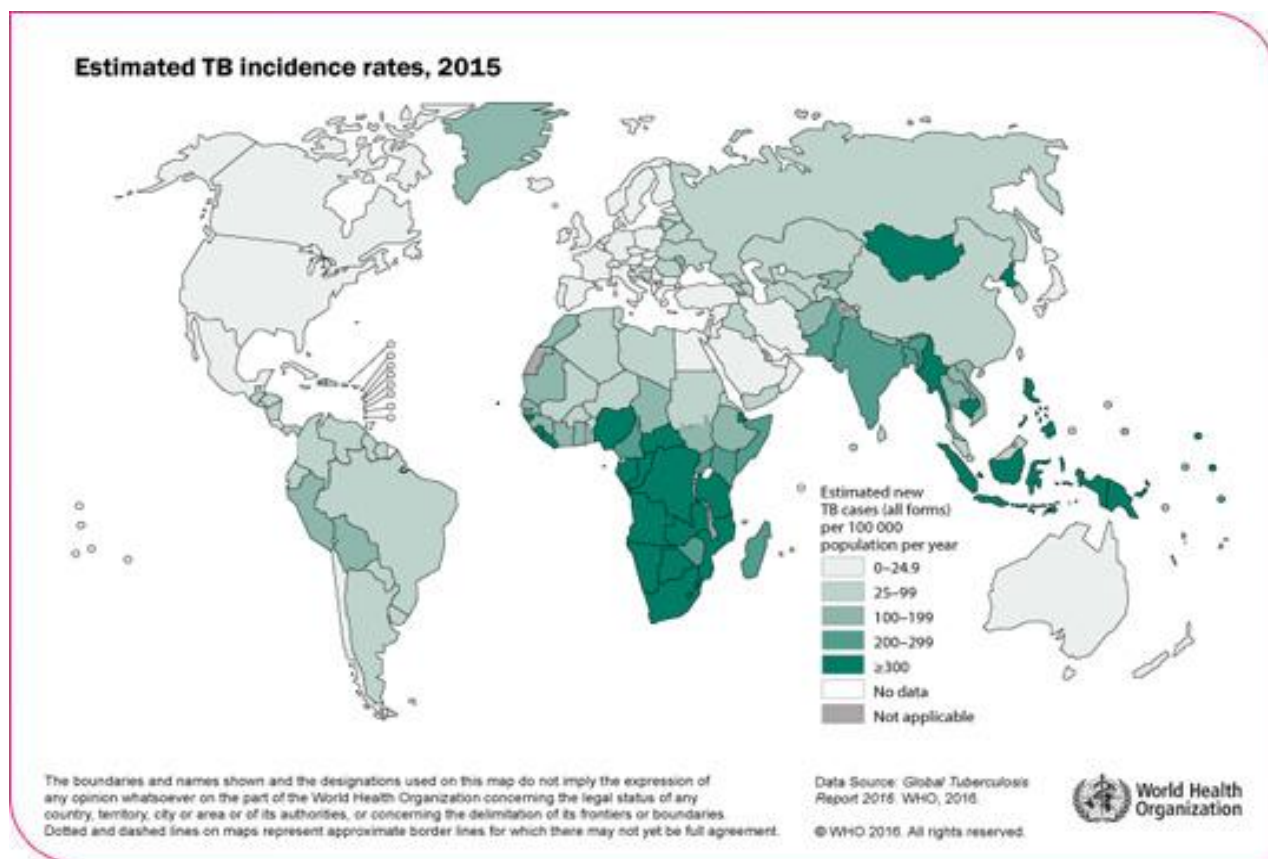 Estimated TB incidence rates, 2015
Estimated new
TB cases (all forms)
per 100 000
population per year
0–24.9
25–99
100–199
200–299
≥300
No data
Not applicable
The boundaries and names shown and the designations used on this map do not imply the expression of
any opinion whatsoever on the part of the World Health Organization concerning the legal status of any
country, territory, city or area or of its authorities, or concerning the delimitation of its frontiers or boundaries.
Dotted and dashed lines on maps represent approximate border lines for which there may not yet be full agreement.
Data Source: Global Tuberculosis
Report 2016. WHO, 2016.
© WHO 2016. All rights reserved.
World Health
Organization